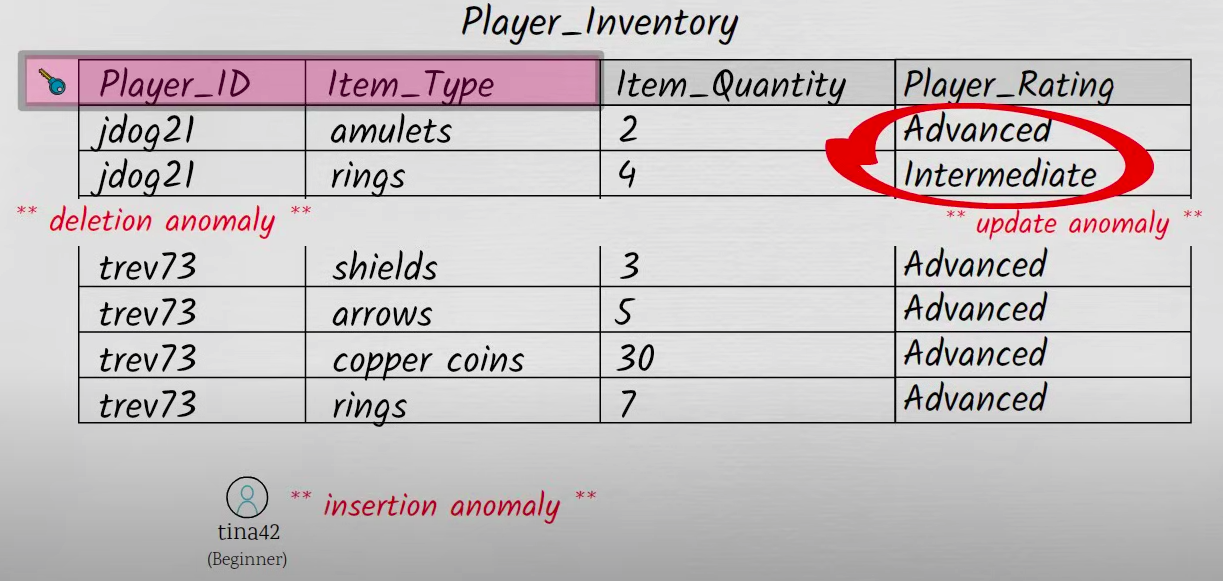 Player_Inventory
Player_ID Item_Type Item_Quantity Player_Rating
jdog21 amulets 2 Advanced
jdog21 rings 4 Intermediate
** deletion anomaly ** ** update anomaly **
trev73 shields 3 Advanced
trev73 arrows 5 Advanced
trev73 copper coins 30 Advanced
trev73 rings 7 Advanced
** insertion anomaly **
tina42
(Beginner)